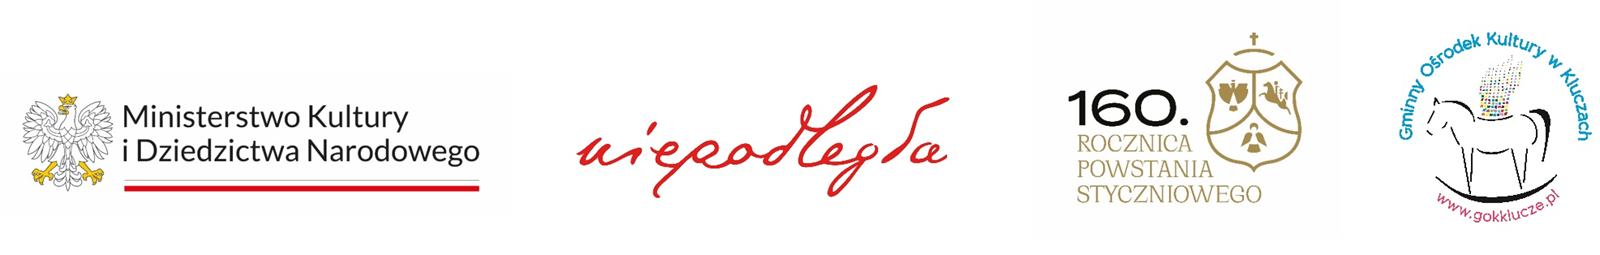 Ministerstwo Kultury
i Dziedzictwa Narodowego
niepodległa
160.
ROCZNICA
POWSTANIA
STYCZNIOWEGO
Gminny Ośrodek Kultury w Kluczach
www.gokklucze.pl